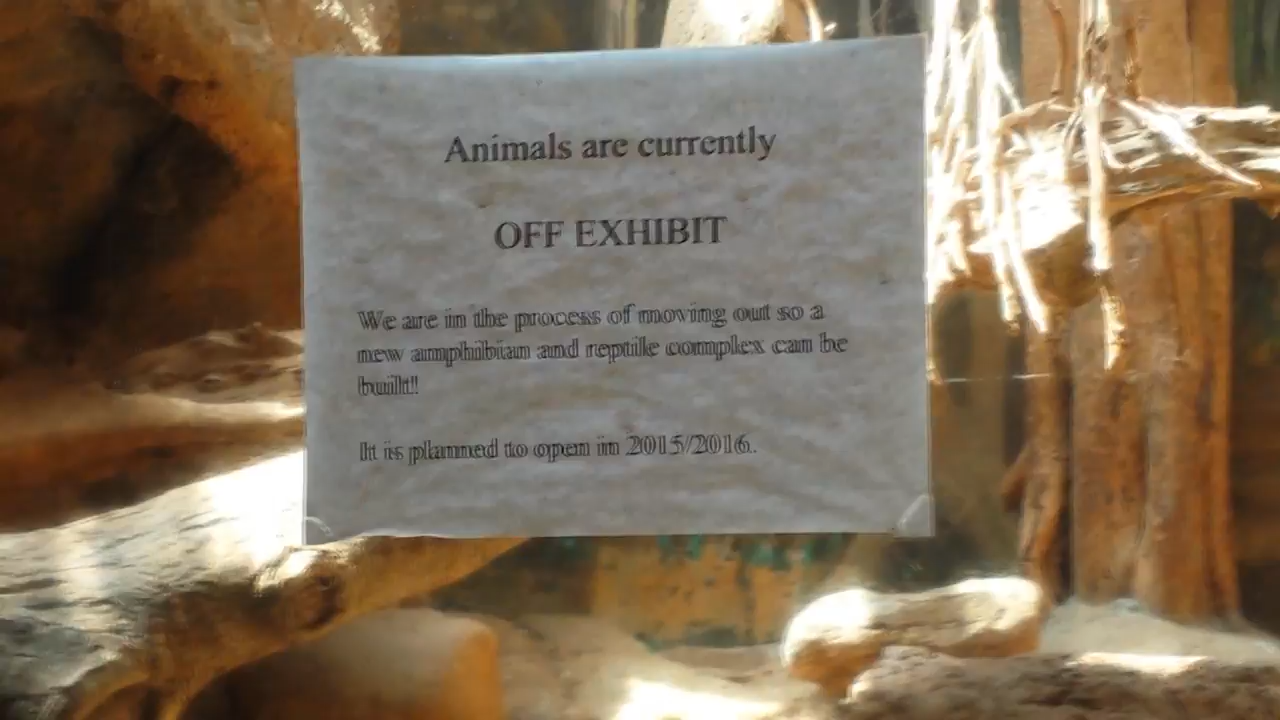 Animals are currently
OFF EXHIBIT
We are in the process of moving out so a
new amphibian and reptile complex can be
built!!
It is planned to open in 2015/2016.